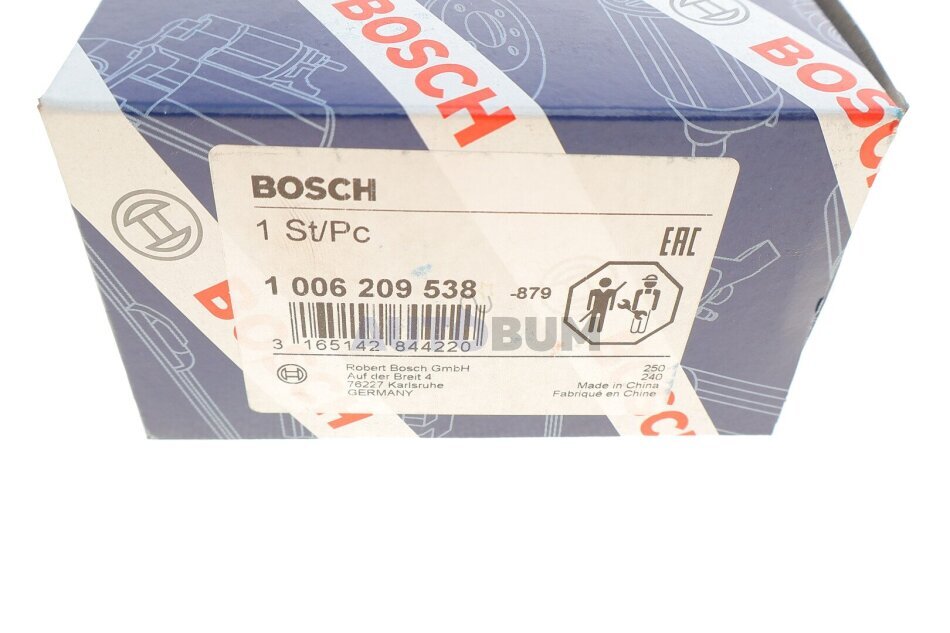 BOSCH
BOSCH
BOSCH
1 St/Pc
EAC
1 006 209 538
-879
AUTOBUM
3 165142 844220
Robert Bosch GmbH
Auf der Breit 4
76227 Karlsruhe
GERMANY
250
240
Made in China
Fabriqué en Chine